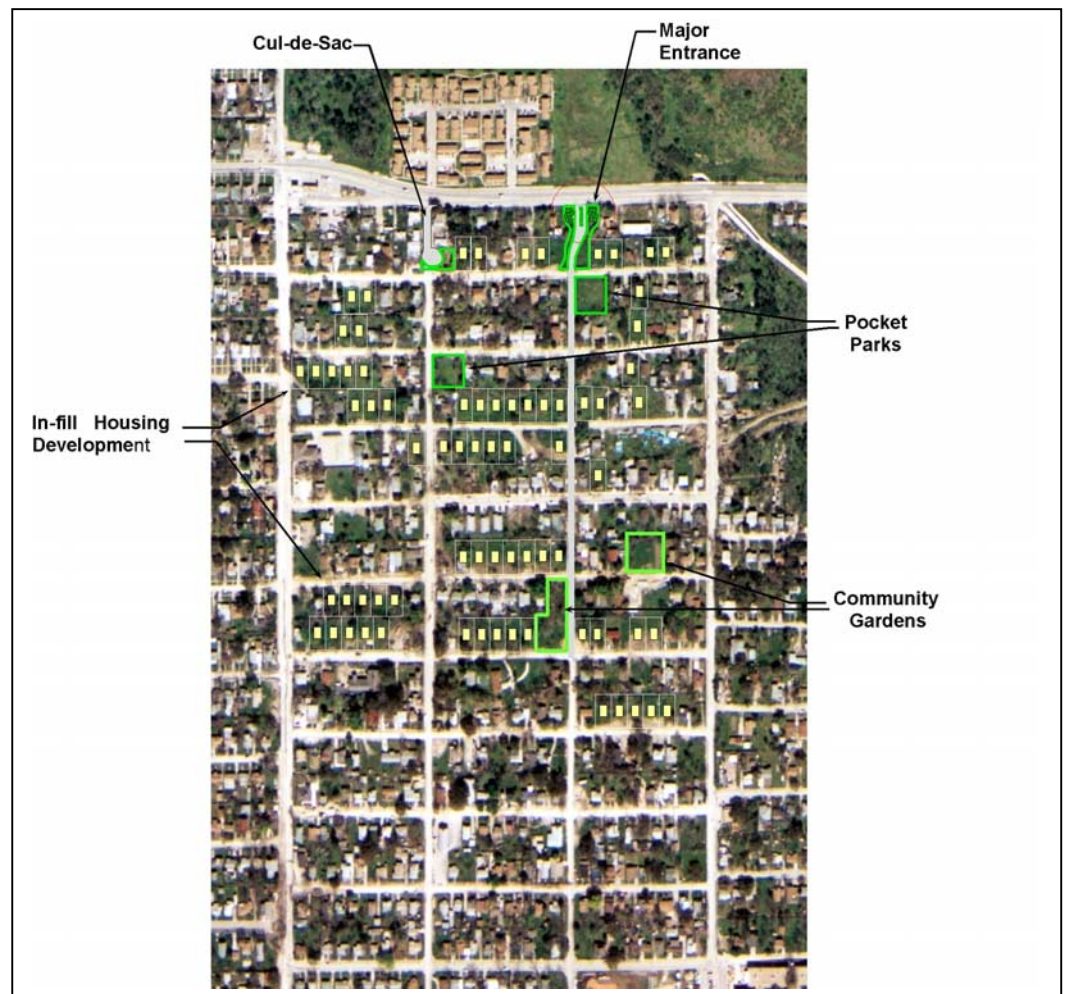 Cul-de-Sac
Major
Entrance
Pocket
Parks
In-fill Housing
Development
Community
Gardens